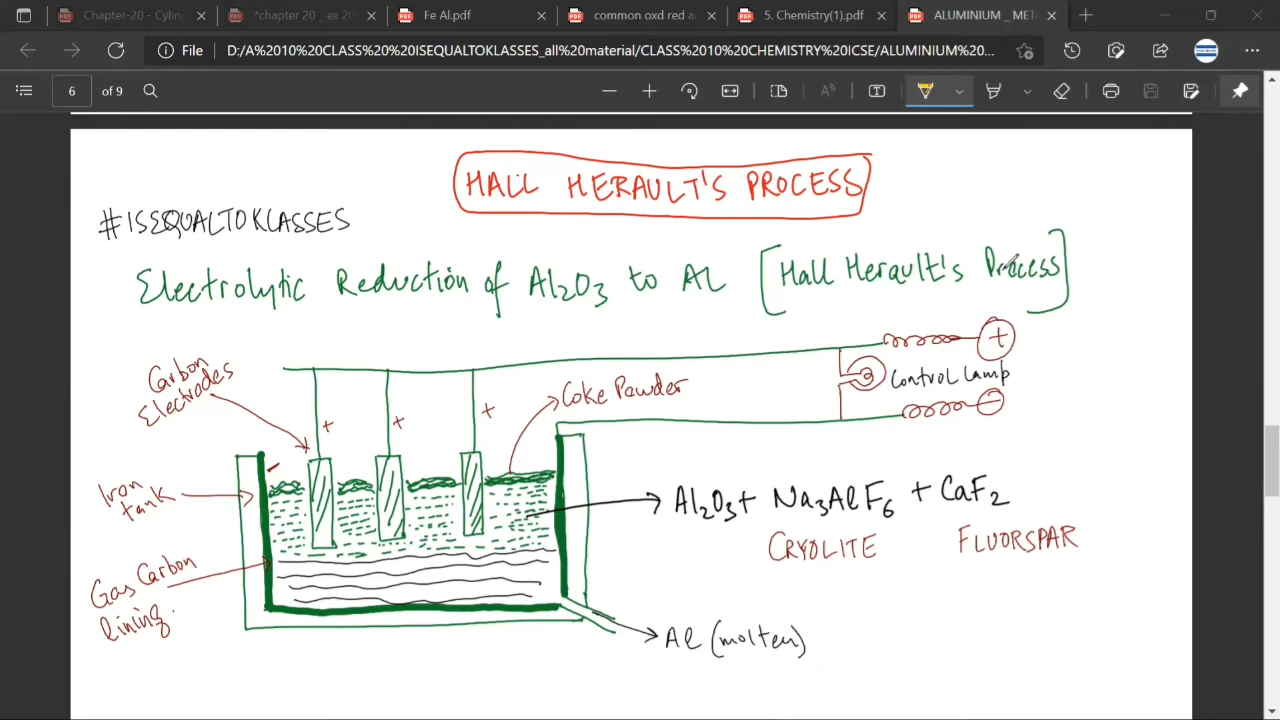 Chapter-20 - Cylin
*chapter 20 _ ex 20
Fe Al.pdf
common oxd red a
5. Chemistry(1).pdf
ALUMINIUM _ META
File
D:/A%2010%20CLASS%20%20ISEQUALTOKLASSES_all%20material/CLASS%2010%20CHEMISTRY%20ICSE/ALUMINIUM%20...
6 of 9
HALL HERAULT'S PROCESS
#ISEQUALTOKLASSES
Electrolytic Reduction of Al2O3 to Al [Hall Herault's Process]
+
Carbon
Electrodes
Coke Powder
Control Lamp
+ + +
-
-
Iron
tank
Al2O3 + Na3AlF6 + CaF2
CRYOLITE FLUORSPAR
Gas Carbon
lining.
Al (molten)